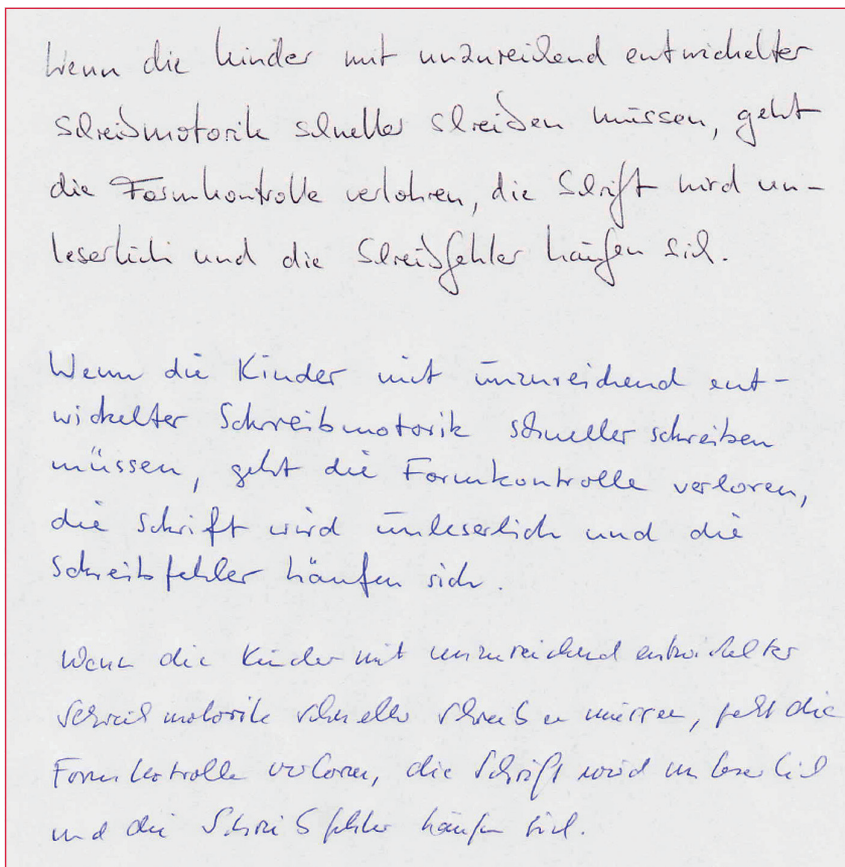 Wenn die Kinder mit unzureichend entwickelter
Schreibmotorik schneller schreiben müssen, geht
die Formkontrolle verlohren, die Schrift wird un-
leserlich und die Schreibfehler häufen sich.
Wenn die Kinder mit unzureichend ent-
wickelter Schreibmotorik schneller schreiben
müssen, geht die Formkontrolle verloren,
die Schrift wird unleserlich und die
Schreibfehler häufen sich.
Wenn die Kinder mit unzureichend entwickelter
Schreibmotorik schneller schreiben müssen, geht die
Formkotrolle verloren, die Schrift wird unleserlich
und die Schreibfehler häufen sich.